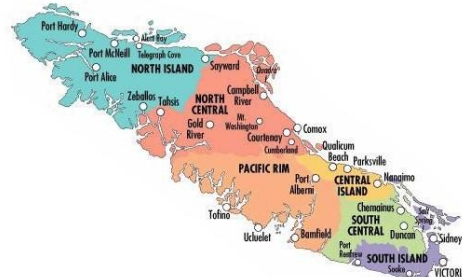 Port Hardy
Alert Bay
Port McNeill
Telegraph Cove
NORTH ISLAND
Port Alice
Sayward
Quadra
Zeballos
Tahsis
NORTH
CENTRAL
Campbell
River
Gold
River
Mt.
Washington
Comox
Courtenay
Cumberland
Qualicum
Beach
Parksville
PACIFIC RIM
Port
Alberni
CENTRAL
ISLAND
Nanaimo
Tofino
Chemainus
Salt
Spring
SOUTH
CENTRAL
Ucluelet
Bamfield
Duncan
Port
Renfrew
Sidney
SOUTH ISLAND
Sooke
VICTORI